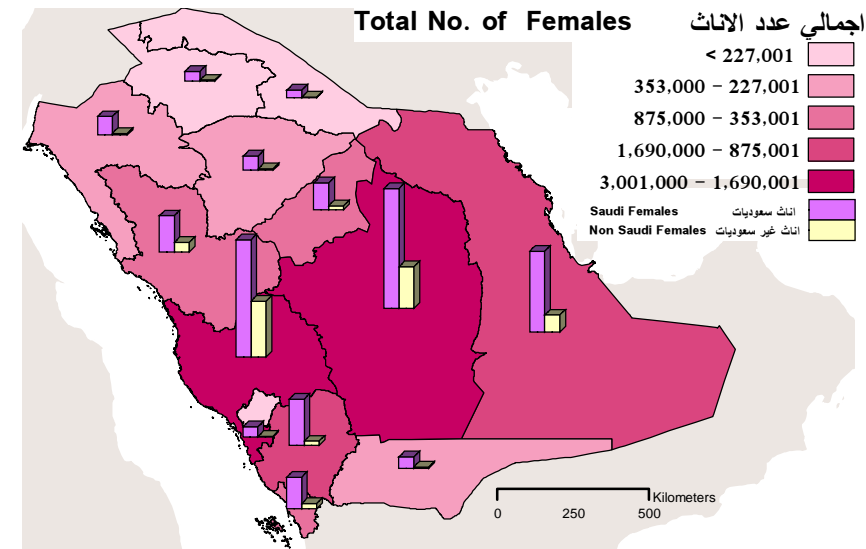 Total No. of Females اجمالي عدد الاناث
< 227,001
353,000 - 227,001
875,000 - 353,001
1,690,000 - 875,001
3,001,000 - 1,690,001
Saudi Females اناث سعوديات
Non Saudi Females اناث غير سعوديات
Kilometers
0 250 500